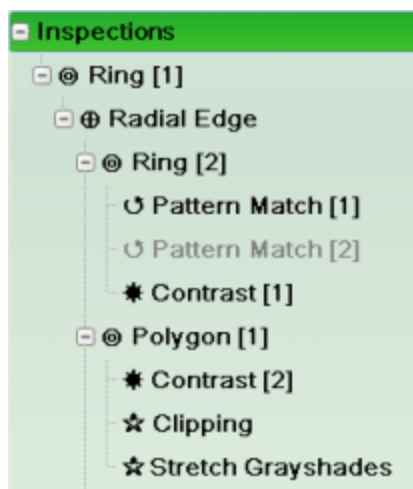 Inspections
Ring [1]
Radial Edge
Ring [2]
Pattern Match [1]
Pattern Match [2]
Contrast [1]
Polygon [1]
Contrast [2]
Clipping
Stretch Grayshades